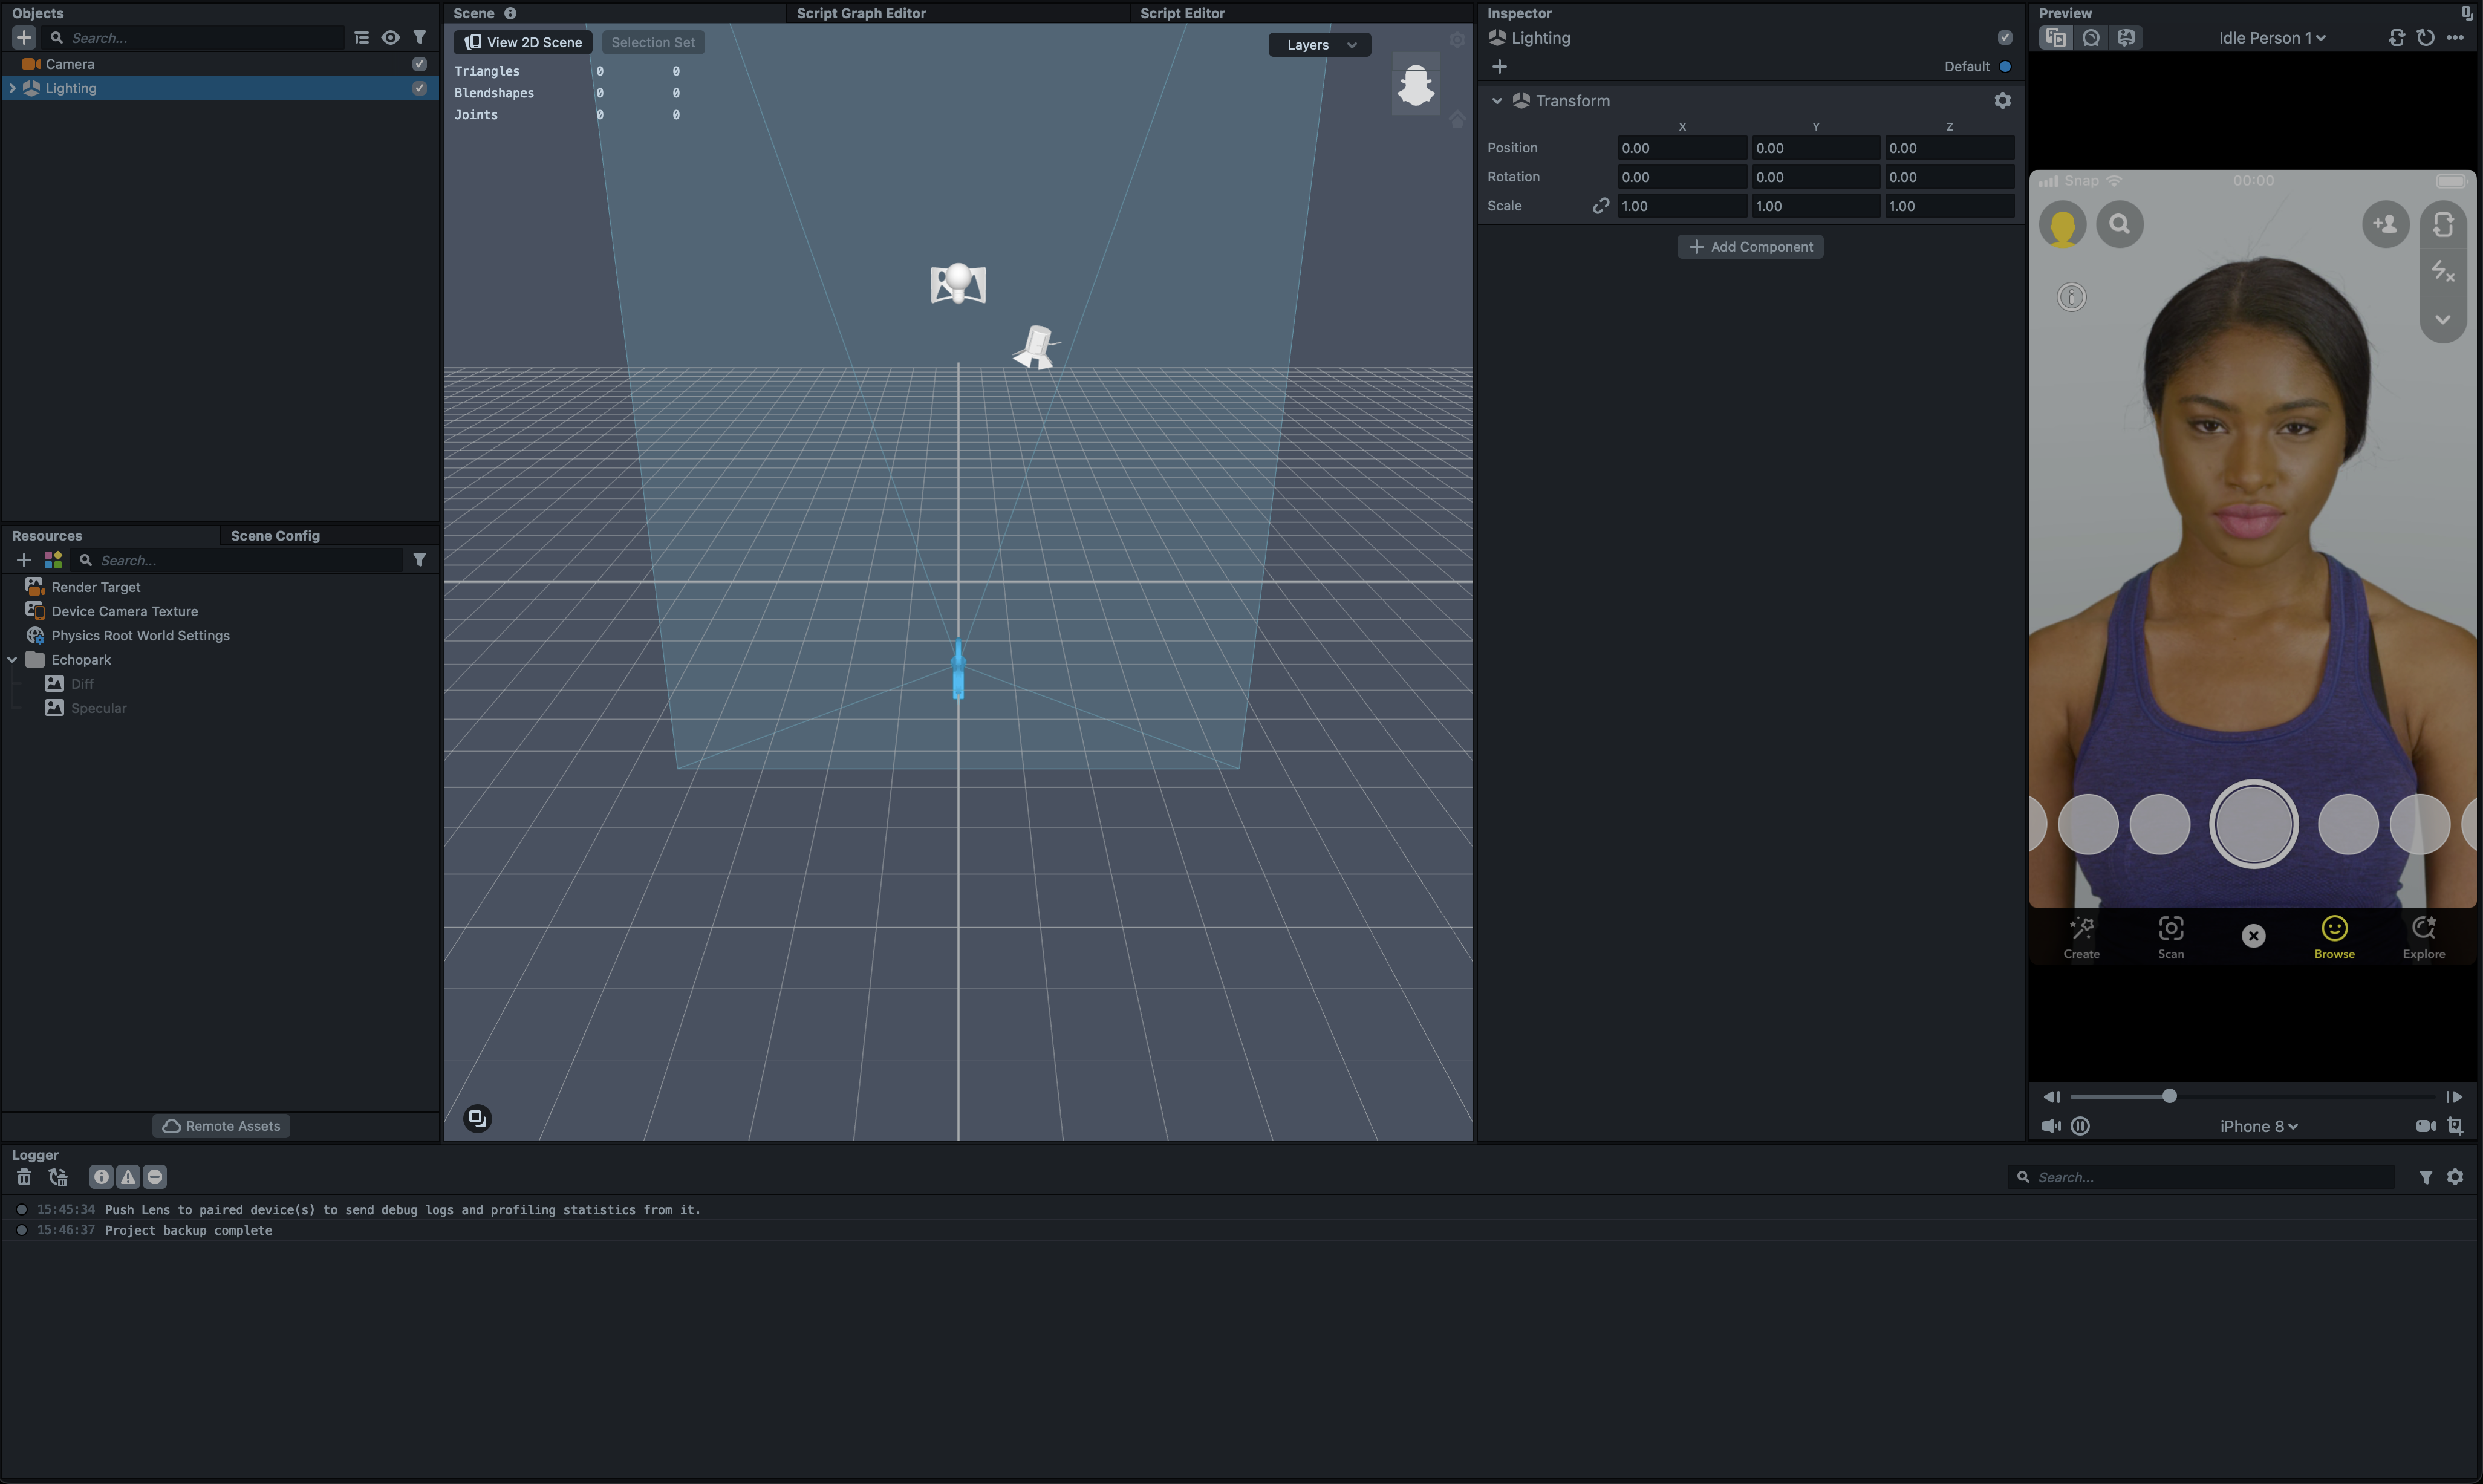 Objects
Search...
Camera
Lighting
Resources
Scene Config
Search...
Render Target
Device Camera Texture
Physics Root World Settings
Echopark
Diff
Specular
Remote Assets
Scene
Script Graph Editor
Script Editor
View 2D Scene
Selection Set
Layers
Triangles 0 0
Blendshapes 0 0
Joints 0 0
Inspector
Lighting
Default
Transform
X Y Z
Position 0.00 0.00 0.00
Rotation 0.00 0.00 0.00
Scale 1.00 1.00 1.00
Add Component
Preview
Idle Person 1
Snap 00:00
Create
Scan
Browse
Explore
iPhone 8
Logger
Search...
15:45:34 Push Lens to paired device(s) to send debug logs and profiling statistics from it.
15:46:37 Project backup complete